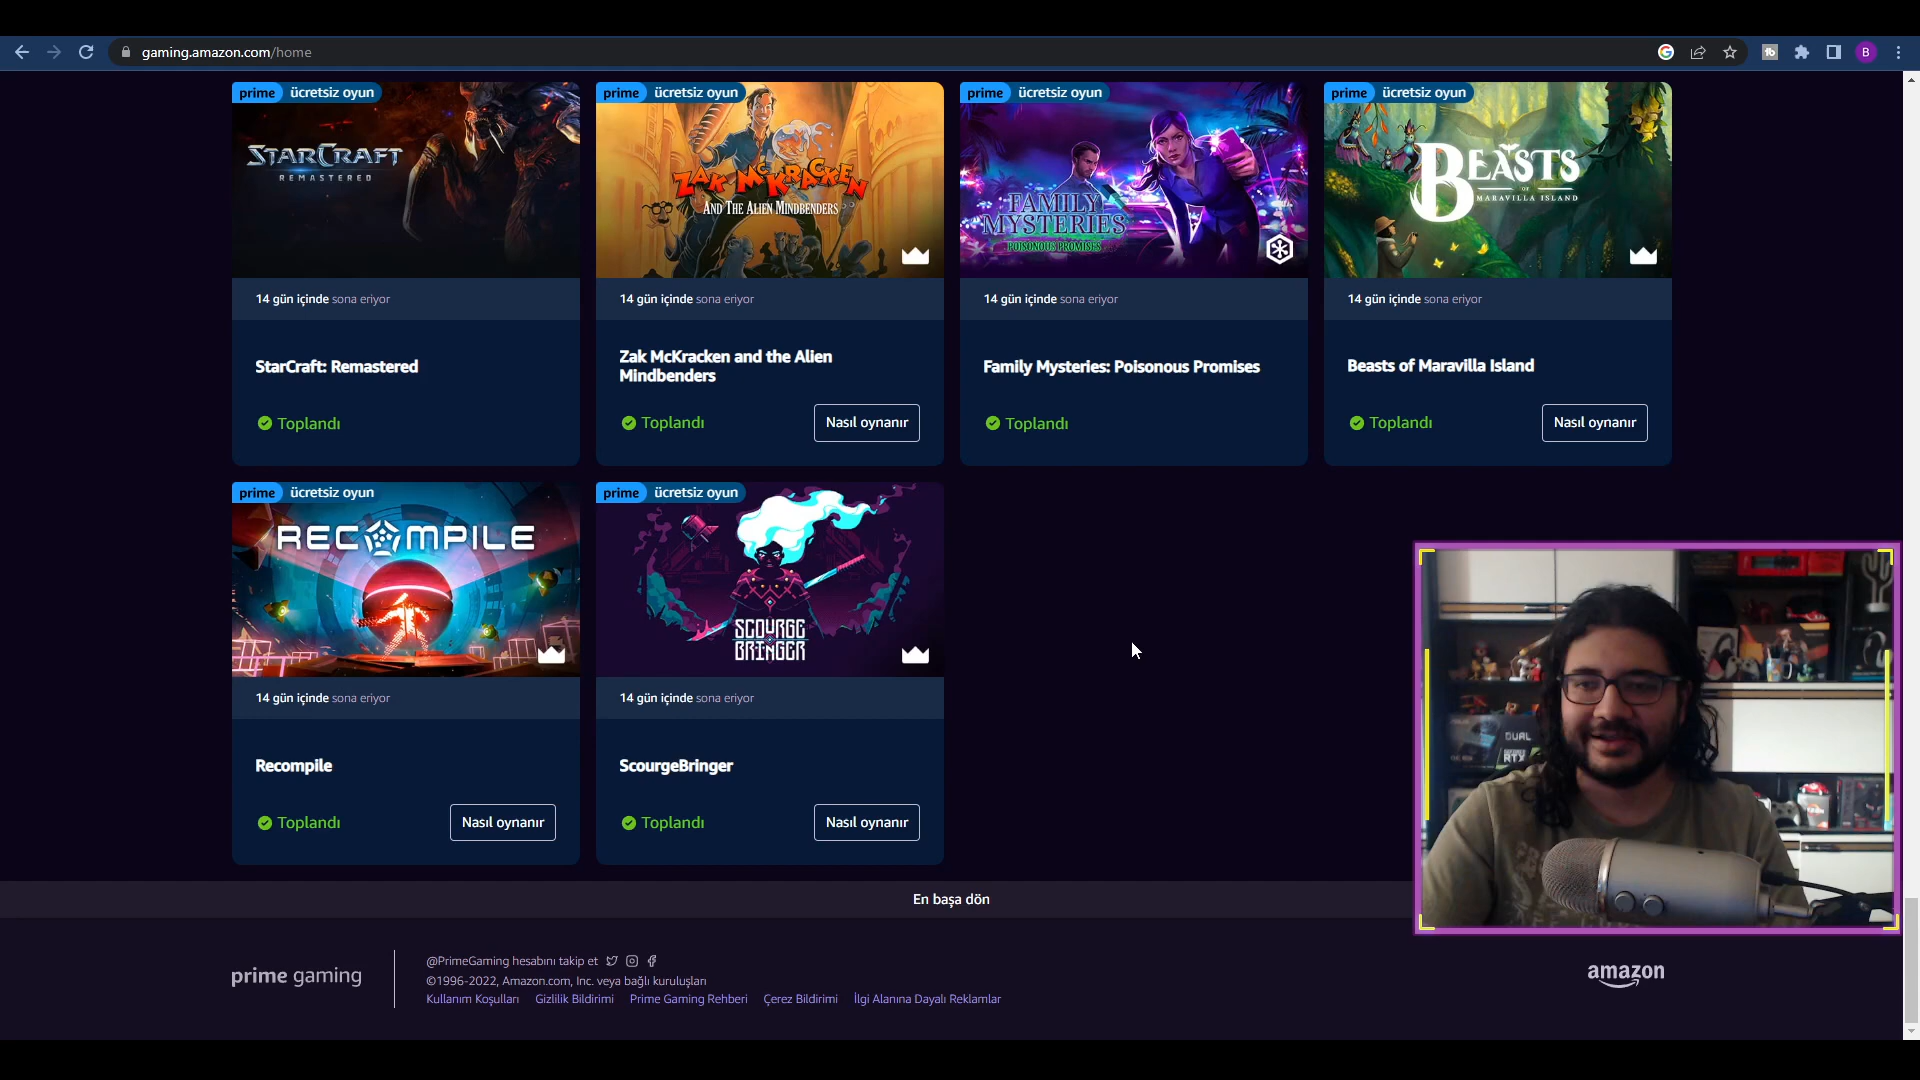 gaming.amazon.com/home
B
prime ücretsiz oyun
prime ücretsiz oyun
prime ücretsiz oyun
prime ücretsiz oyun
STARCRAFT
REMASTERED
ZAK McKRACKEN
AND THE ALIEN MINDBENDERS
FAMILY
MYSTERIES
POISONOUS PROMISES
BEASTS
OF
MARAVILLA ISLAND
14 gün içinde sona eriyor
14 gün içinde sona eriyor
14 gün içinde sona eriyor
14 gün içinde sona eriyor
StarCraft: Remastered
Zak McKracken and the Alien
Mindbenders
Family Mysteries: Poisonous Promises
Beasts of Maravilla Island
Toplandı
Toplandı
Nasıl oynanır
Toplandı
Toplandı
Nasıl oynanır
prime ücretsiz oyun
prime ücretsiz oyun
RECOMPILE
SCOURGE
BRINGER
14 gün içinde sona eriyor
14 gün içinde sona eriyor
Recompile
ScourgeBringer
Toplandı
Nasıl oynanır
Toplandı
Nasıl oynanır
DUAL
RTX
En başa dön
prime gaming
@PrimeGaming hesabını takip et
©1996-2022, Amazon.com, Inc. veya bağlı kuruluşları
Kullanım Koşulları Gizlilik Bildirimi Prime Gaming Rehberi Çerez Bildirimi İlgi Alanına Dayalı Reklamlar
amazon